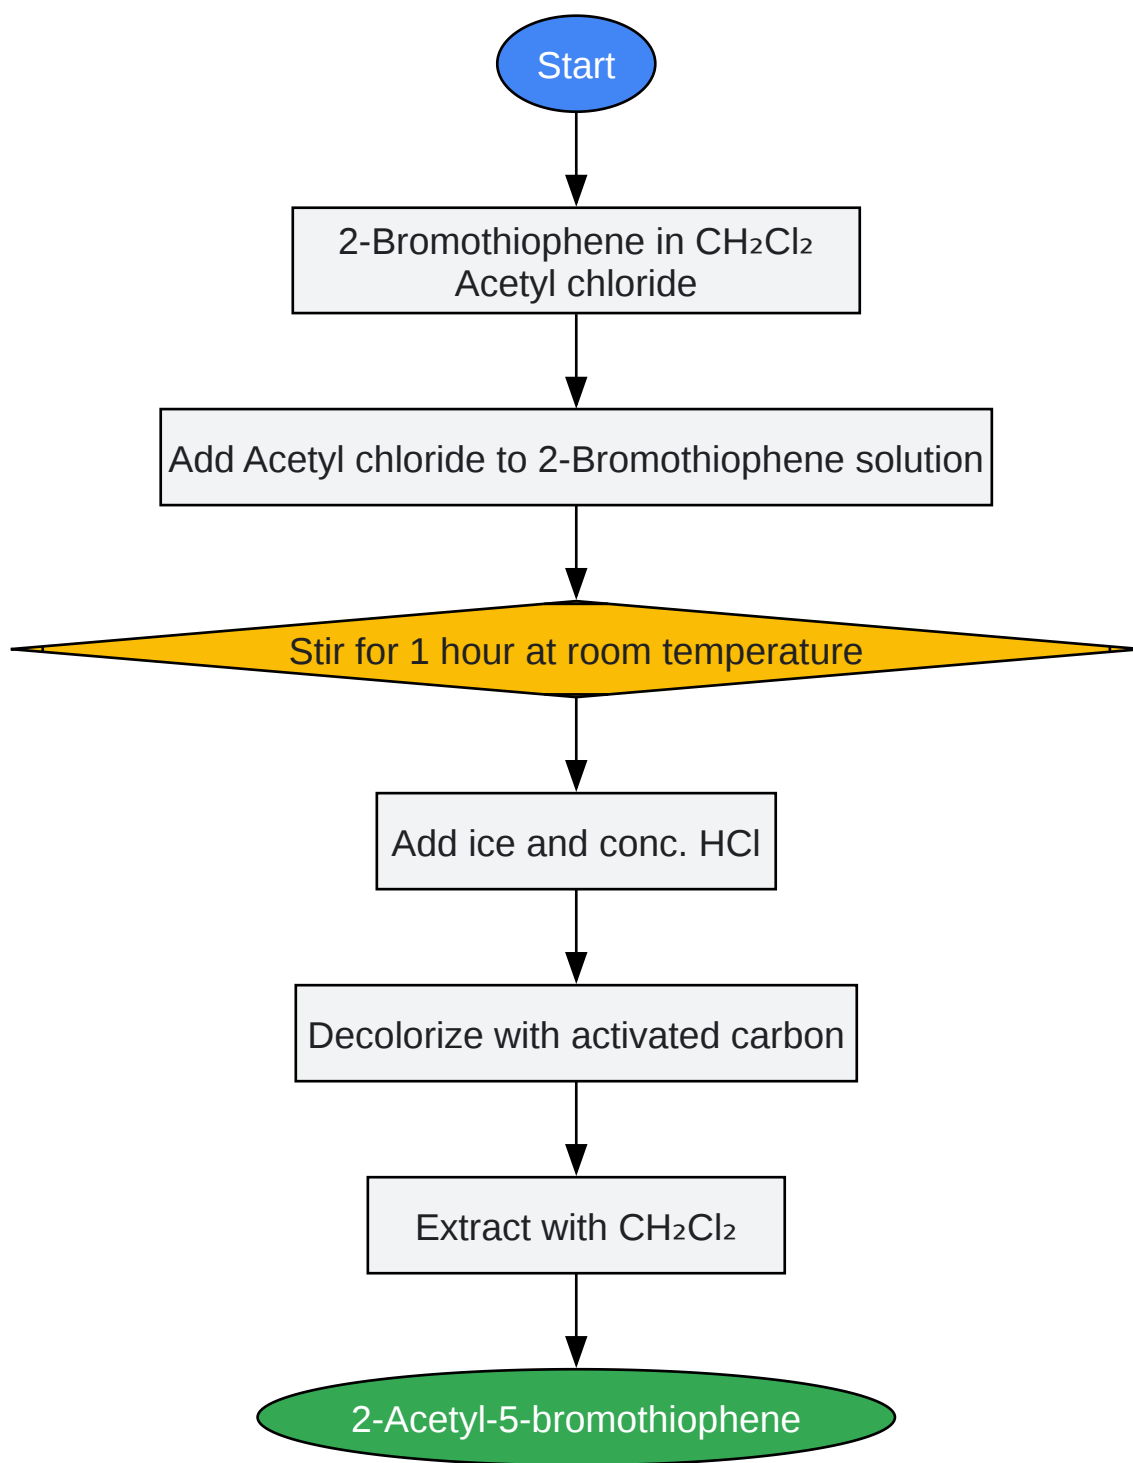 Start
2-Bromothiophene in CH₂Cl₂
Acetyl chloride
Add Acetyl chloride to 2-Bromothiophene solution
Stir for 1 hour at room temperature
Add ice and conc. HCl
Decolorize with activated carbon
Extract with CH₂Cl₂
2-Acetyl-5-bromothiophene